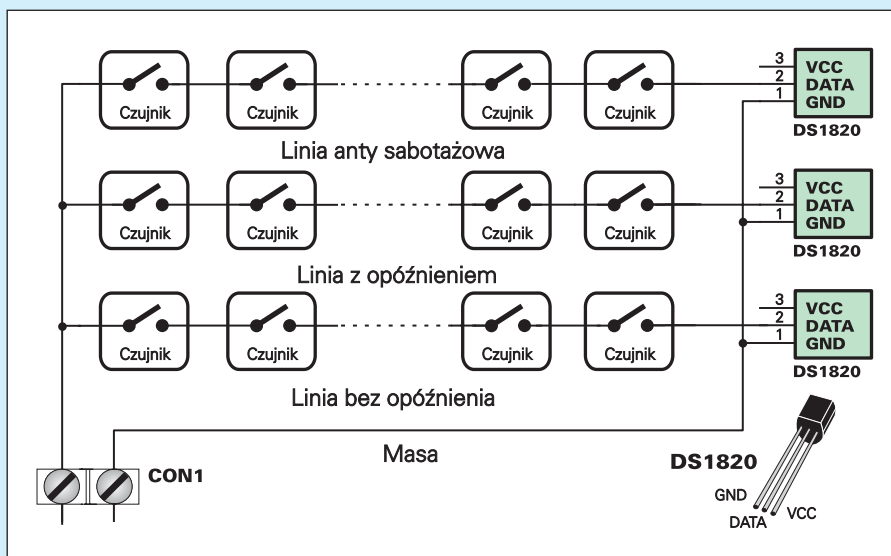 Czujnik Czujnik Czujnik Czujnik
3 VCC
2 DATA
1 GND
DS1820
Linia anty sabotażowa
Czujnik Czujnik Czujnik Czujnik
3 VCC
2 DATA
1 GND
DS1820
Linia z opóźnieniem
Czujnik Czujnik Czujnik Czujnik
3 VCC
2 DATA
1 GND
DS1820
Linia bez opóźnienia
Masa
CON1
DS1820
GND
DATA
VCC